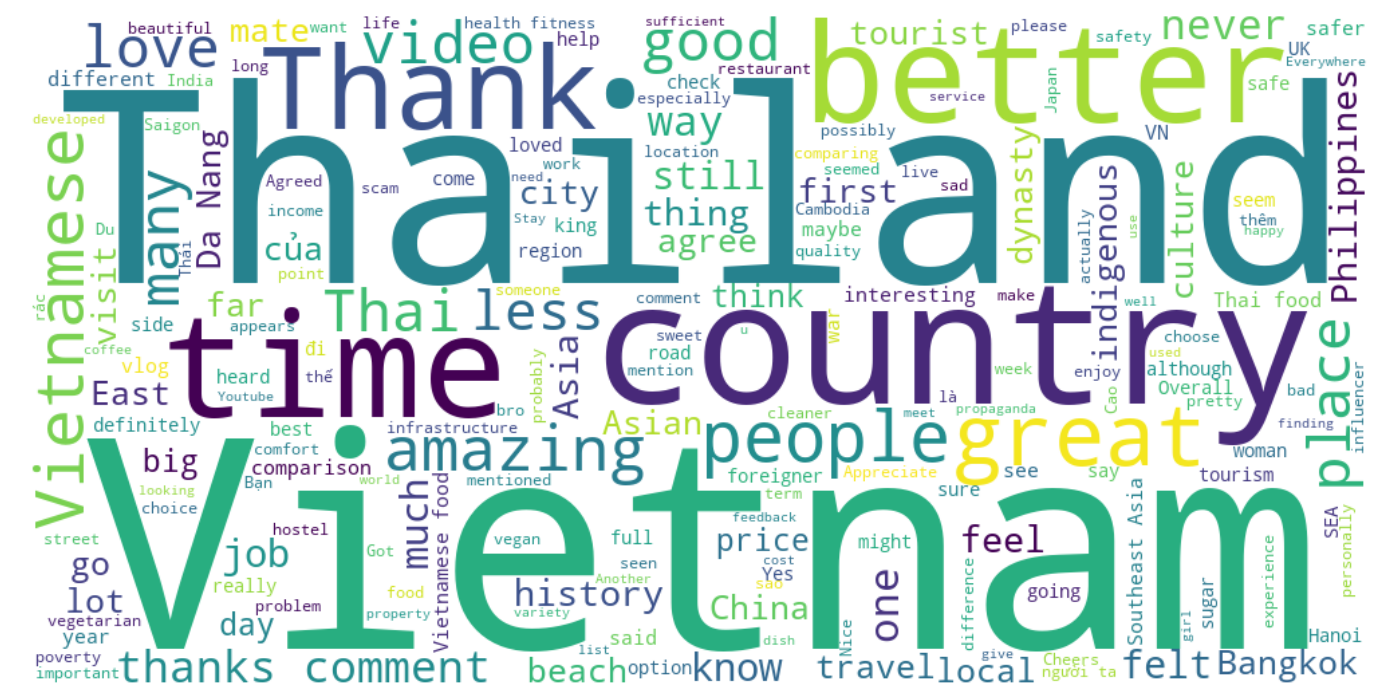 beautiful
love
mate
want
life
health fitness
help
video
sufficient
good
tourist
please
never
safer
different
India
long
Thank
check
restaurant
better
safety
UK
Everywhere
safe
developed
Saigon
Thailand
especially
service
Japan
Philippines
Vietnamese
many
Da Nang
Agreed
scam
come
loved
work
need
city
way
location
possibly
comparing
seemed
live
VN
dynasty
indigenous
culture
seem
income
Stay
king
still
first
sad
Cambodia
thêm
happy
Du
visit
Thái
của
region
thing
agree
maybe
quality
actually
use
point
rác
far
Thai
less
someone
comment
think
interesting
make
well
Thai food
side
appears
time
country
sweet
u
war
choose
coffee
vlog
đi
Asia
road
mention
week
enjoy
used
although
place
East
heard
thế
Youtube
probably
bro
là
Cao
Overall
pretty
bad
influencer
definitely
best
infrastructure
Asian
cleaner
meet
propaganda
great
finding
big
comfort
comparison
amazing
people
woman
looking
choice
Bạn
world
mentioned
foreigner
Appreciate
see
say
tourism
Vietnam
much
Vietnamese food
term
sure
Southeast Asia
SEA
personally
street
hostel
Got
vegan
full
feedback
price
might
feel
go
job
really
seen
Another
cost
Yes
sao
one
difference
going
girl
sugar
experience
lot
problem
food
property
history
variety
China
vegetarian
year
day
said
dish
Nice
Hanoi
poverty
important
thanks
comment
list
beach
option
know
travel
local
give
Cheers
người ta
felt
Bangkok